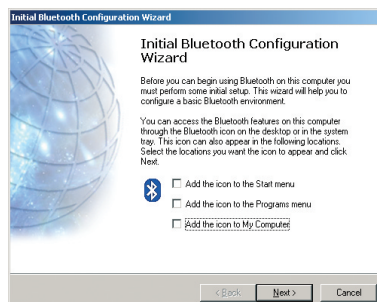 Initial Bluetooth Configuration Wizard
Initial Bluetooth Configuration
Wizard
Before you can begin using Bluetooth on this computer you
must perform some initial setup. This wizard will help you to
configure a basic Bluetooth environment.
You can access the Bluetooth features on this computer
through the Bluetooth icon on the desktop or in the system
tray. This icon can also appear in the following locations.
Select the locations you want the icon to appear and click
Next.
Add the icon to the Start menu
Add the icon to the Programs menu
Add the icon to My Computer
< Back Next > Cancel